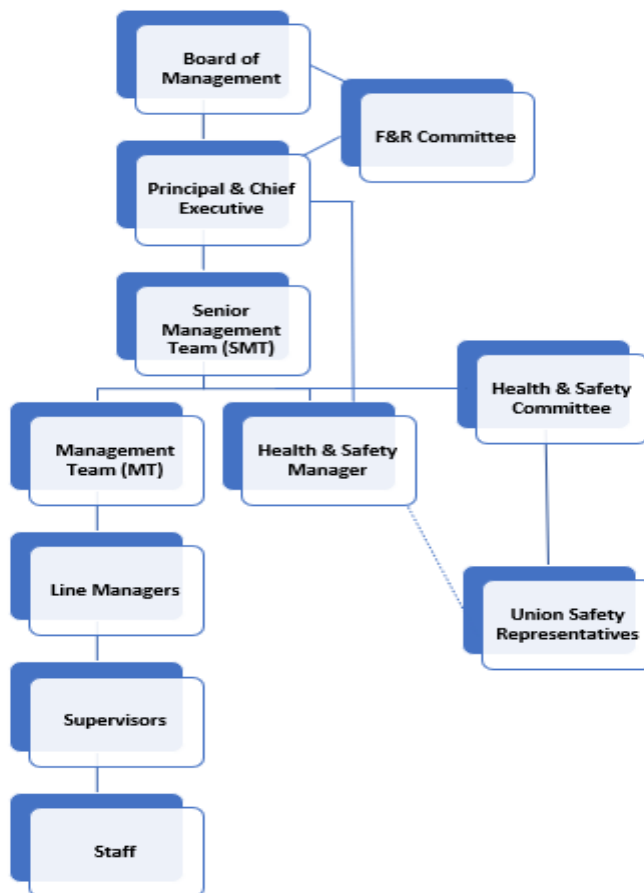 Board of
Management
F&R Committee
Principal & Chief
Executive
Senior
Management
Team (SMT)
Health & Safety
Committee
Management
Team (MT)
Health & Safety
Manager
Line Managers
Union Safety
Representatives
Supervisors
Staff